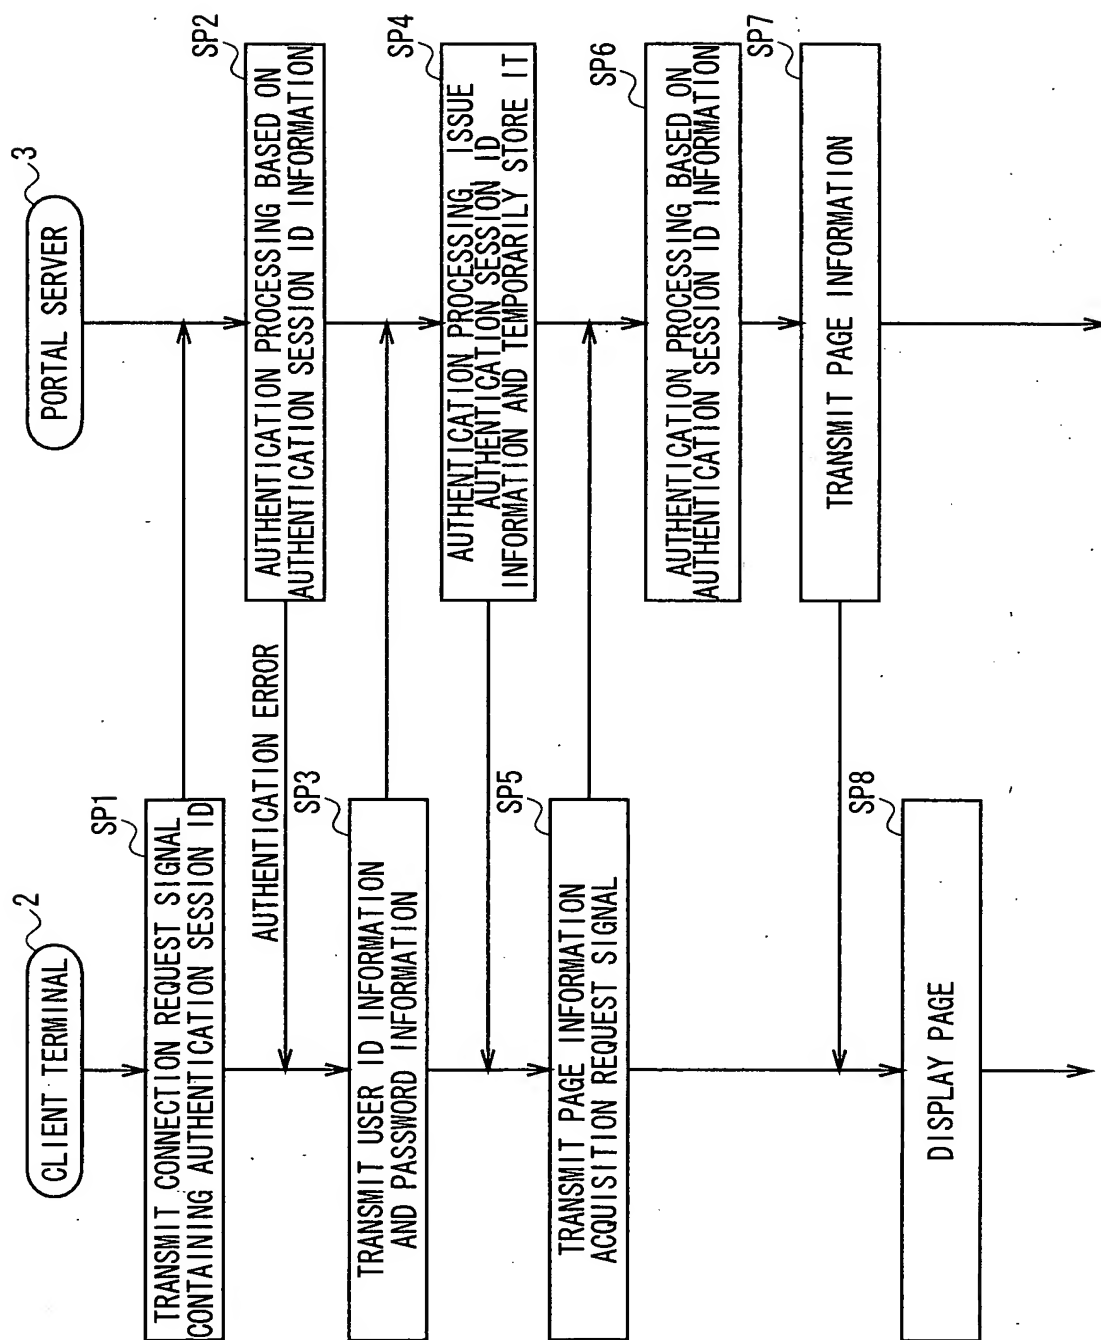 CLIENT TERMINAL
2
PORTAL SERVER
3
SP1
TRANSMIT CONNECTION REQUEST SIGNAL
CONTAINING AUTHENTICATION SESSION ID
SP2
AUTHENTICATION PROCESSING BASED ON
AUTHENTICATION SESSION ID INFORMATION
AUTHENTICATION ERROR
SP3
TRANSMIT USER ID INFORMATION
AND PASSWORD INFORMATION
SP4
AUTHENTICATION PROCESSING, ISSUE
AUTHENTICATION SESSION ID
INFORMATION AND TEMPORARILY STORE IT
SP5
TRANSMIT PAGE INFORMATION
ACQUISITION REQUEST SIGNAL
SP6
AUTHENTICATION PROCESSING BASED ON
AUTHENTICATION SESSION ID INFORMATION
SP7
TRANSMIT PAGE INFORMATION
SP8
DISPLAY PAGE